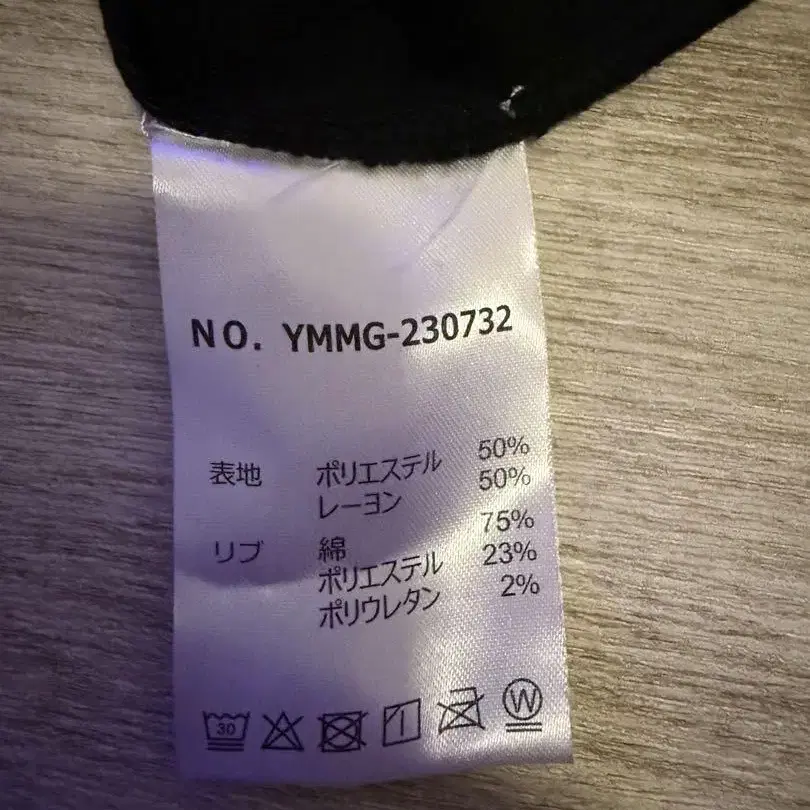 NO. YMMG-230732
表地 ポリエステル 50%
レーヨン 50%
リブ 綿 75%
ポリエステル 23%
ポリウレタン 2%
30 W